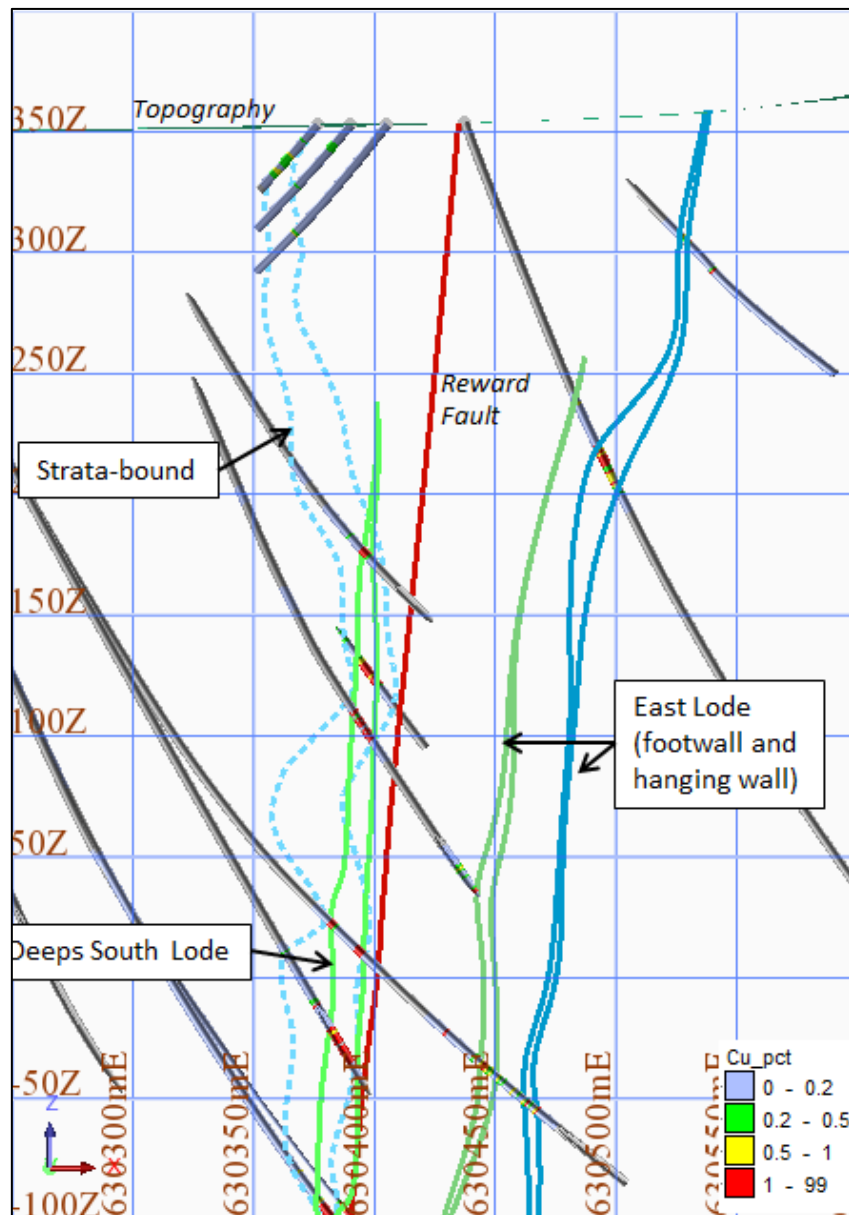 Topography
350Z
300Z
250Z
Reward
Fault
Strata-bound
150Z
100Z
East Lode
(footwall and
hanging wall)
50Z
Deeps South Lode
-50Z
-100Z
630300mE
630350mE
630400mE
630450mE
630500mE
630550mE
Cu_pct
0 - 0.2
0.2 - 0.5
0.5 - 1
1 - 99
Z
X